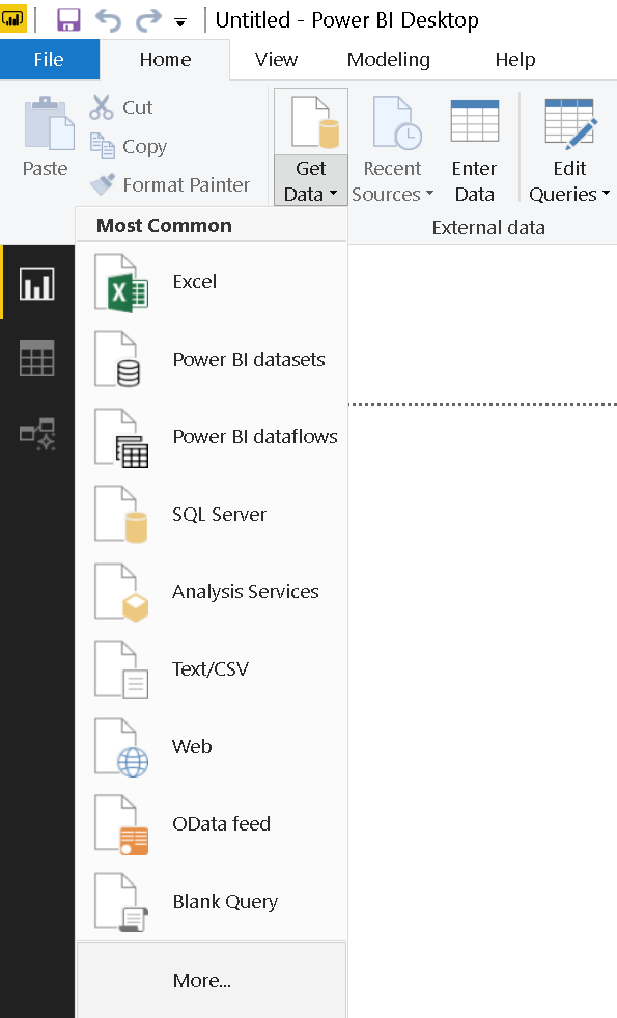 Untitled - Power BI Desktop
File Home View Modeling Help
Paste
Cut
Copy
Format Painter
Get Data
Recent Sources
Enter Data
Edit Queries
External data
Most Common
Excel
Power BI datasets
Power BI dataflows
SQL Server
Analysis Services
Text/CSV
Web
OData feed
Blank Query
More...